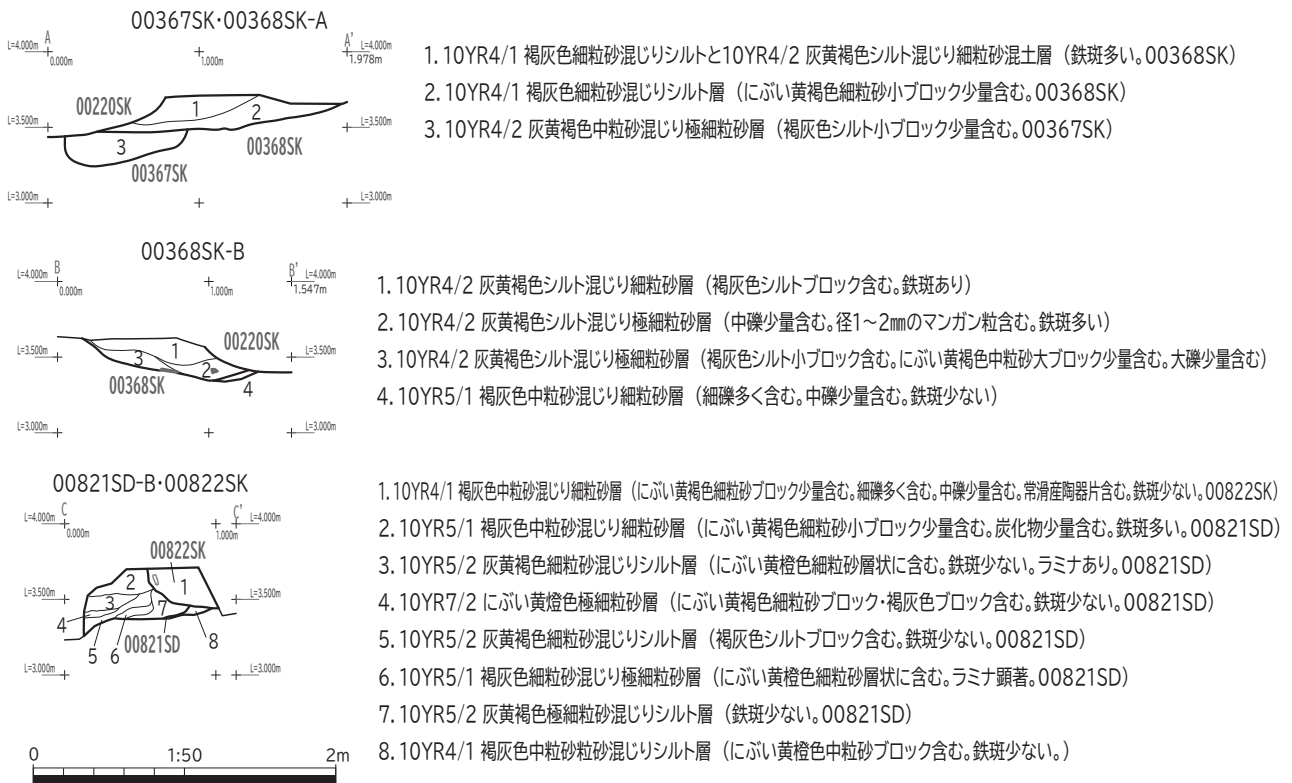 00367SK・00368SK-A
A
A'
L=4.000m
0.000m
1.000m
L=4.000m
1.978m
00220SK
1
2
L=3.500m
L=3.500m
3
00368SK
00367SK
L=3.000m
L=3.000m
1. 10YR4/1 褐灰色細粒砂混じりシルトと10YR4/2 灰黄褐色シルト混じり細粒砂混土層（鉄斑多い。00368SK）
2. 10YR4/1 褐灰色細粒砂混じりシルト層（にぶい黄褐色細粒砂小ブロック少量含む。00368SK）
3. 10YR4/2 灰黄褐色中粒砂混じり極細粒砂層（褐灰色シルト小ブロック少量含む。00367SK）
00368SK-B
B
B'
L=4.000m
0.000m
1.000m
L=4.000m
1.547m
00220SK
1
L=3.500m
L=3.500m
3
2
00368SK
4
L=3.000m
L=3.000m
1. 10YR4/2 灰黄褐色シルト混じり細粒砂層（褐灰色シルトブロック含む。鉄斑あり）
2. 10YR4/2 灰黄褐色シルト混じり極細粒砂層（中礫少量含む。径1～2㎜のマンガン粒含む。鉄斑多い）
3. 10YR4/2 灰黄褐色シルト混じり極細粒砂層（褐灰色シルト小ブロック含む。にぶい黄褐色中粒砂大ブロック少量含む。大礫少量含む）
4. 10YR5/1 褐灰色中粒砂混じり細粒砂層（細礫多く含む。中礫少量含む。鉄斑少ない）
00821SD-B・00822SK
C
C'
L=4.000m
0.000m
1.000m
L=4.000m
00822SK
2
1
L=3.500m
L=3.500m
3
7
4
00821SD
8
5
6
L=3.000m
L=3.000m
1. 10YR4/1 褐灰色中粒砂混じり細粒砂層（にぶい黄褐色細粒砂ブロック少量含む。細礫多く含む。中礫少量含む。常滑産陶器片含む。鉄斑少ない。00822SK）
2. 10YR5/1 褐灰色中粒砂混じり細粒砂層（にぶい黄褐色細粒砂小ブロック少量含む。炭化物少量含む。鉄斑多い。00821SD）
3. 10YR5/2 灰黄褐色細粒砂混じりシルト層（にぶい黄橙色細粒砂層状に含む。鉄斑少ない。ラミナあり。00821SD）
4. 10YR7/2 にぶい黄燈色極細粒砂層（にぶい黄褐色細粒砂ブロック・褐灰色ブロック含む。鉄斑少ない。00821SD）
5. 10YR5/2 灰黄褐色細粒砂混じりシルト層（褐灰色シルトブロック含む。鉄斑少ない。00821SD）
6. 10YR5/1 褐灰色細粒砂混じり極細粒砂層（にぶい黄橙色細粒砂層状に含む。ラミナ顕著。00821SD）
7. 10YR5/2 灰黄褐色極細粒砂混じりシルト層（鉄斑少ない。00821SD）
8. 10YR4/1 褐灰色中粒砂粒砂混じりシルト層（にぶい黄橙色中粒砂ブロック含む。鉄斑少ない。）
0
1:50
2m